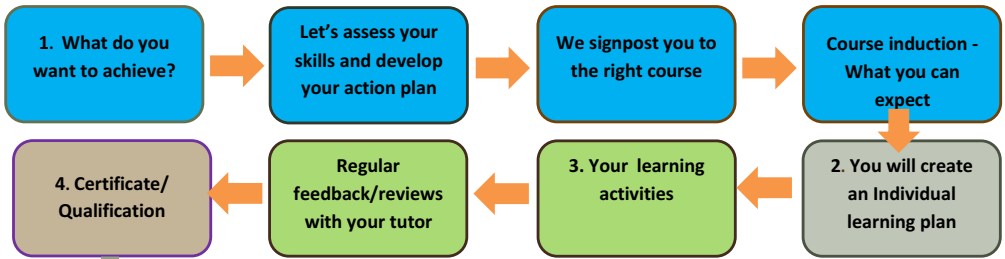 1. What do you
want to achieve?
Let's assess your
skills and develop
your action plan
We signpost you to
the right course
Course induction -
What you can
expect
2. You will create
an Individual
learning plan
3. Your learning
activities
Regular
feedback/reviews
with your tutor
4. Certificate/
Qualification